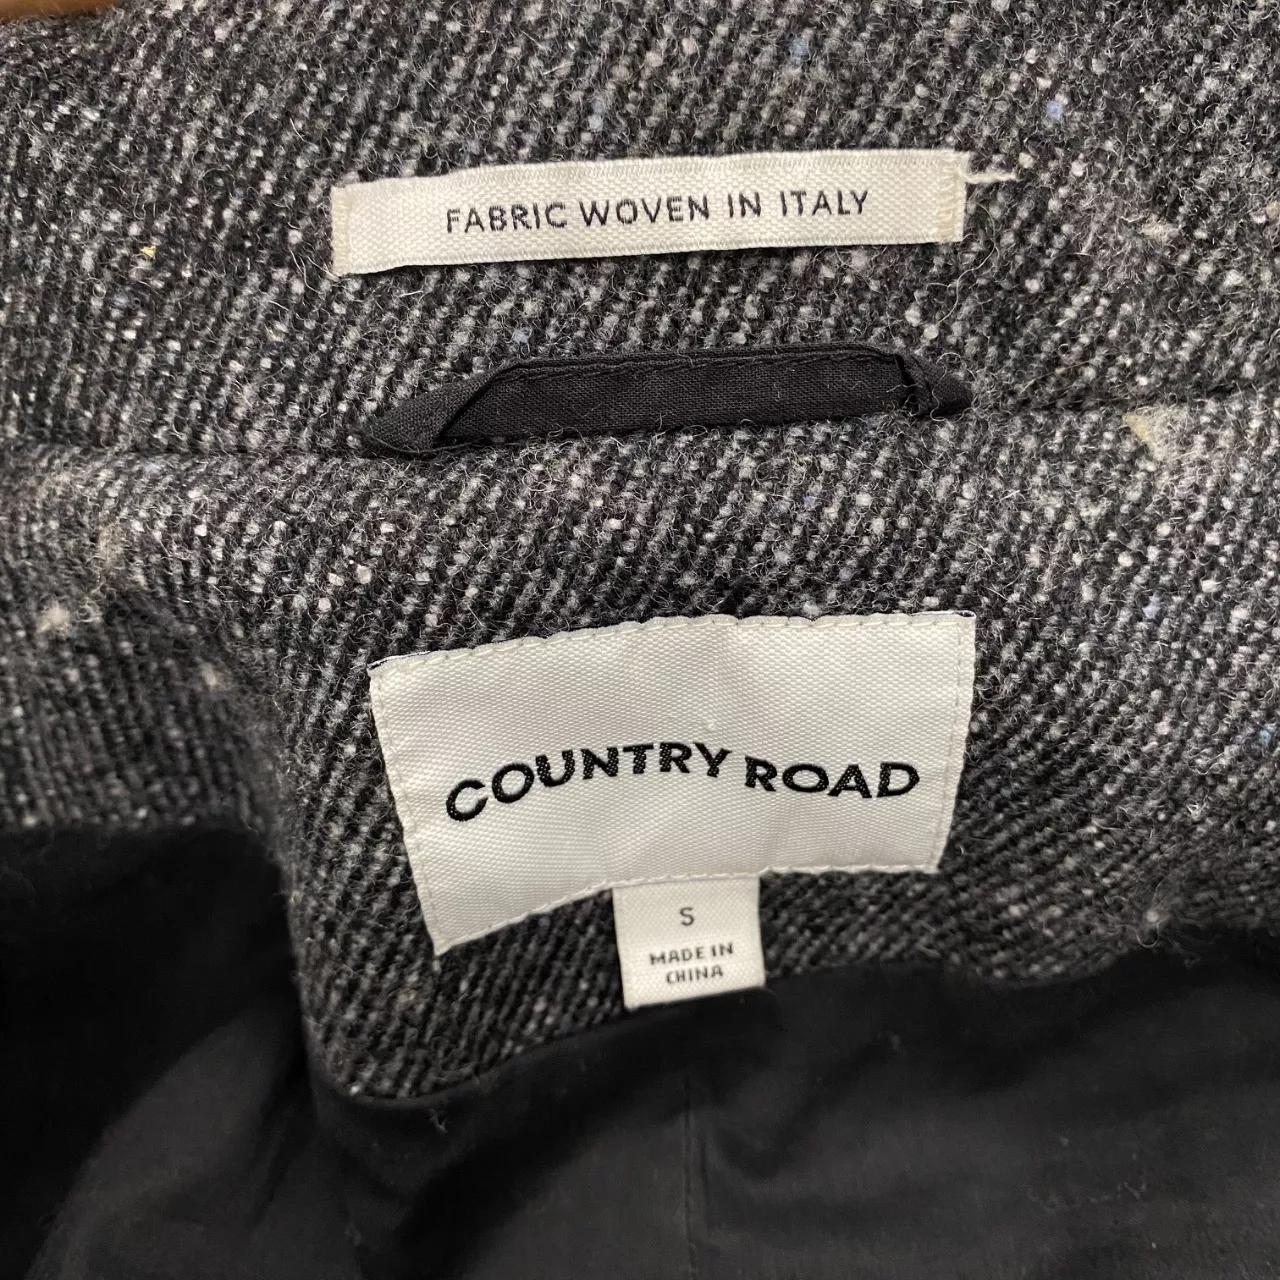 FABRIC WOVEN IN ITALY
COUNTRY ROAD
S
MADE IN
CHINA